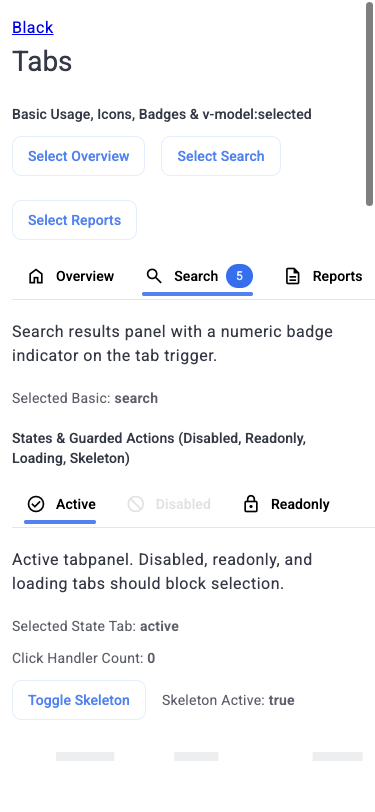 Black
Tabs
Basic Usage, Icons, Badges & v-model:selected
Select Overview Select Search
Select Reports
Overview Search 5 Reports
Search results panel with a numeric badge
indicator on the tab trigger.
Selected Basic: search
States & Guarded Actions (Disabled, Readonly,
Loading, Skeleton)
Active Disabled Readonly
Active tabpanel. Disabled, readonly, and
loading tabs should block selection.
Selected State Tab: active
Click Handler Count: 0
Toggle Skeleton Skeleton Active: true